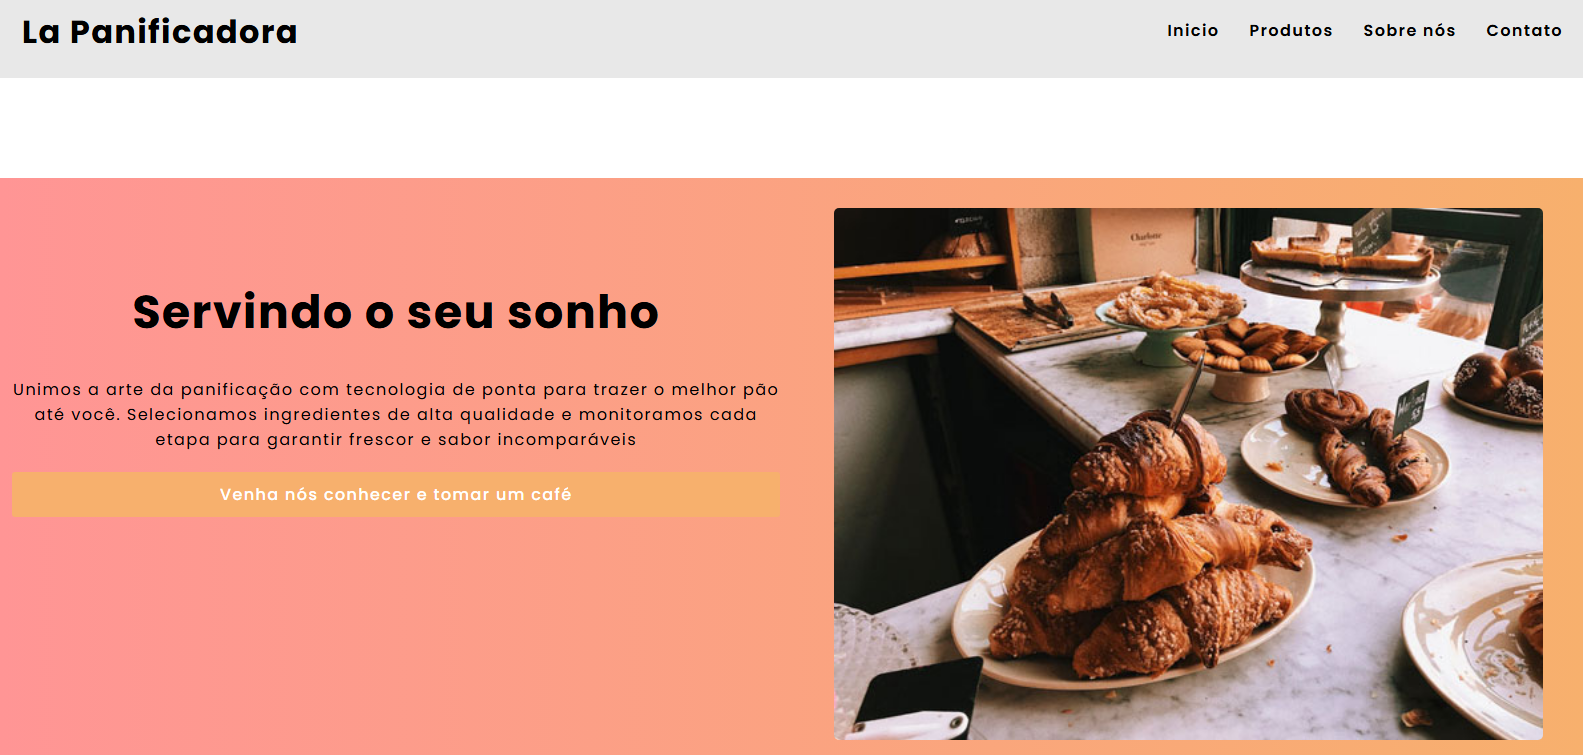 La Panificadora
Inicio Produtos Sobre nós Contato
Servindo o seu sonho
Unimos a arte da panificação com tecnologia de ponta para trazer o melhor pão
até você. Selecionamos ingredientes de alta qualidade e monitoramos cada
etapa para garantir frescor e sabor incomparáveis
Venha nós conhecer e tomar um café
Charlotte